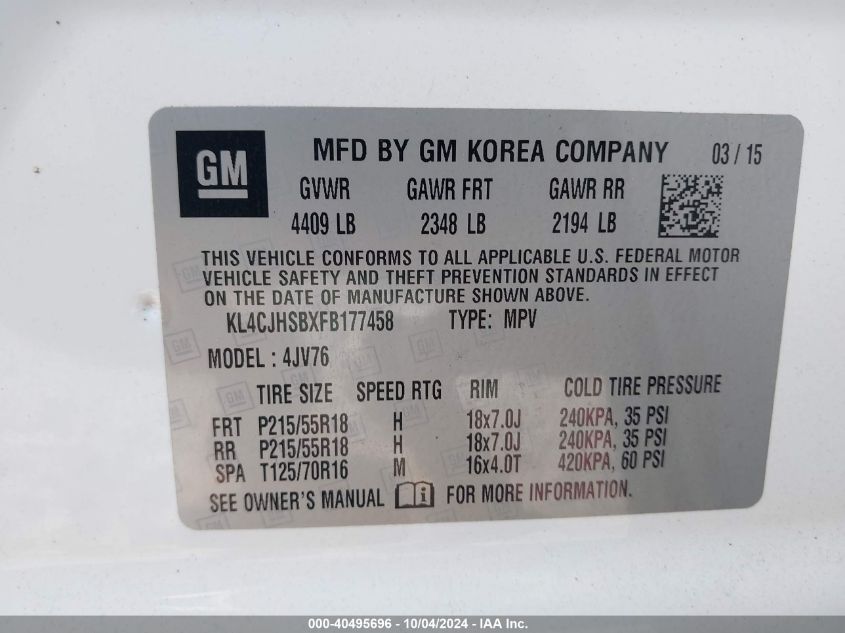 GM MFD BY GM KOREA COMPANY 03 / 15
GVWR GAWR FRT GAWR RR
4409 LB 2348 LB 2194 LB
THIS VEHICLE CONFORMS TO ALL APPLICABLE U.S. FEDERAL MOTOR
VEHICLE SAFETY AND THEFT PREVENTION STANDARDS IN EFFECT
ON THE DATE OF MANUFACTURE SHOWN ABOVE.
KL4CJHSBXFB177458 TYPE: MPV
MODEL : 4JV76
TIRE SIZE SPEED RTG RIM COLD TIRE PRESSURE
FRT P215/55R18 H 18x7.0J 240KPA, 35 PSI
RR P215/55R18 H 18x7.0J 240KPA, 35 PSI
SPA T125/70R16 M 16x4.0T 420KPA, 60 PSI
SEE OWNER'S MANUAL FOR MORE INFORMATION.
000-40495696 - 10/04/2024 - IAA Inc.